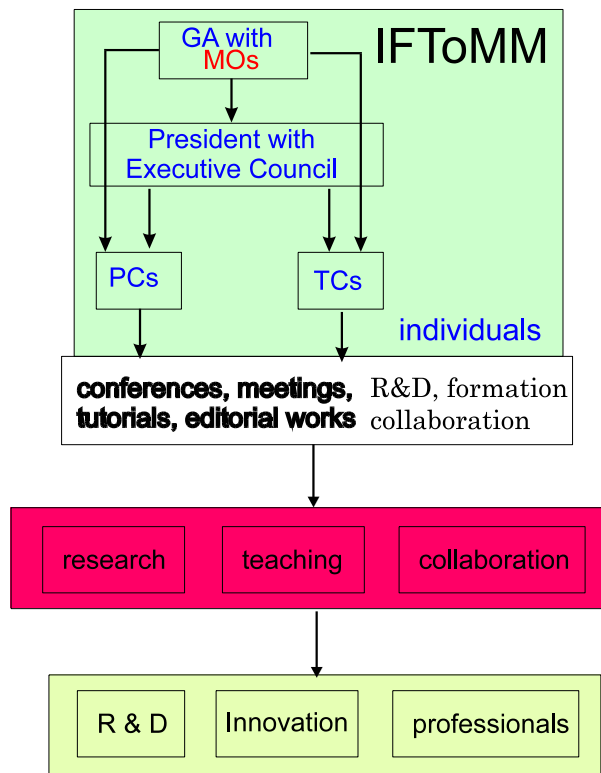 GA with
MOs
IFToMM
President with
Executive Council
PCs
TCs
individuals
conferences, meetings,
tutorials, editorial works
R&D, formation
collaboration
research
teaching
collaboration
R & D
Innovation
professionals